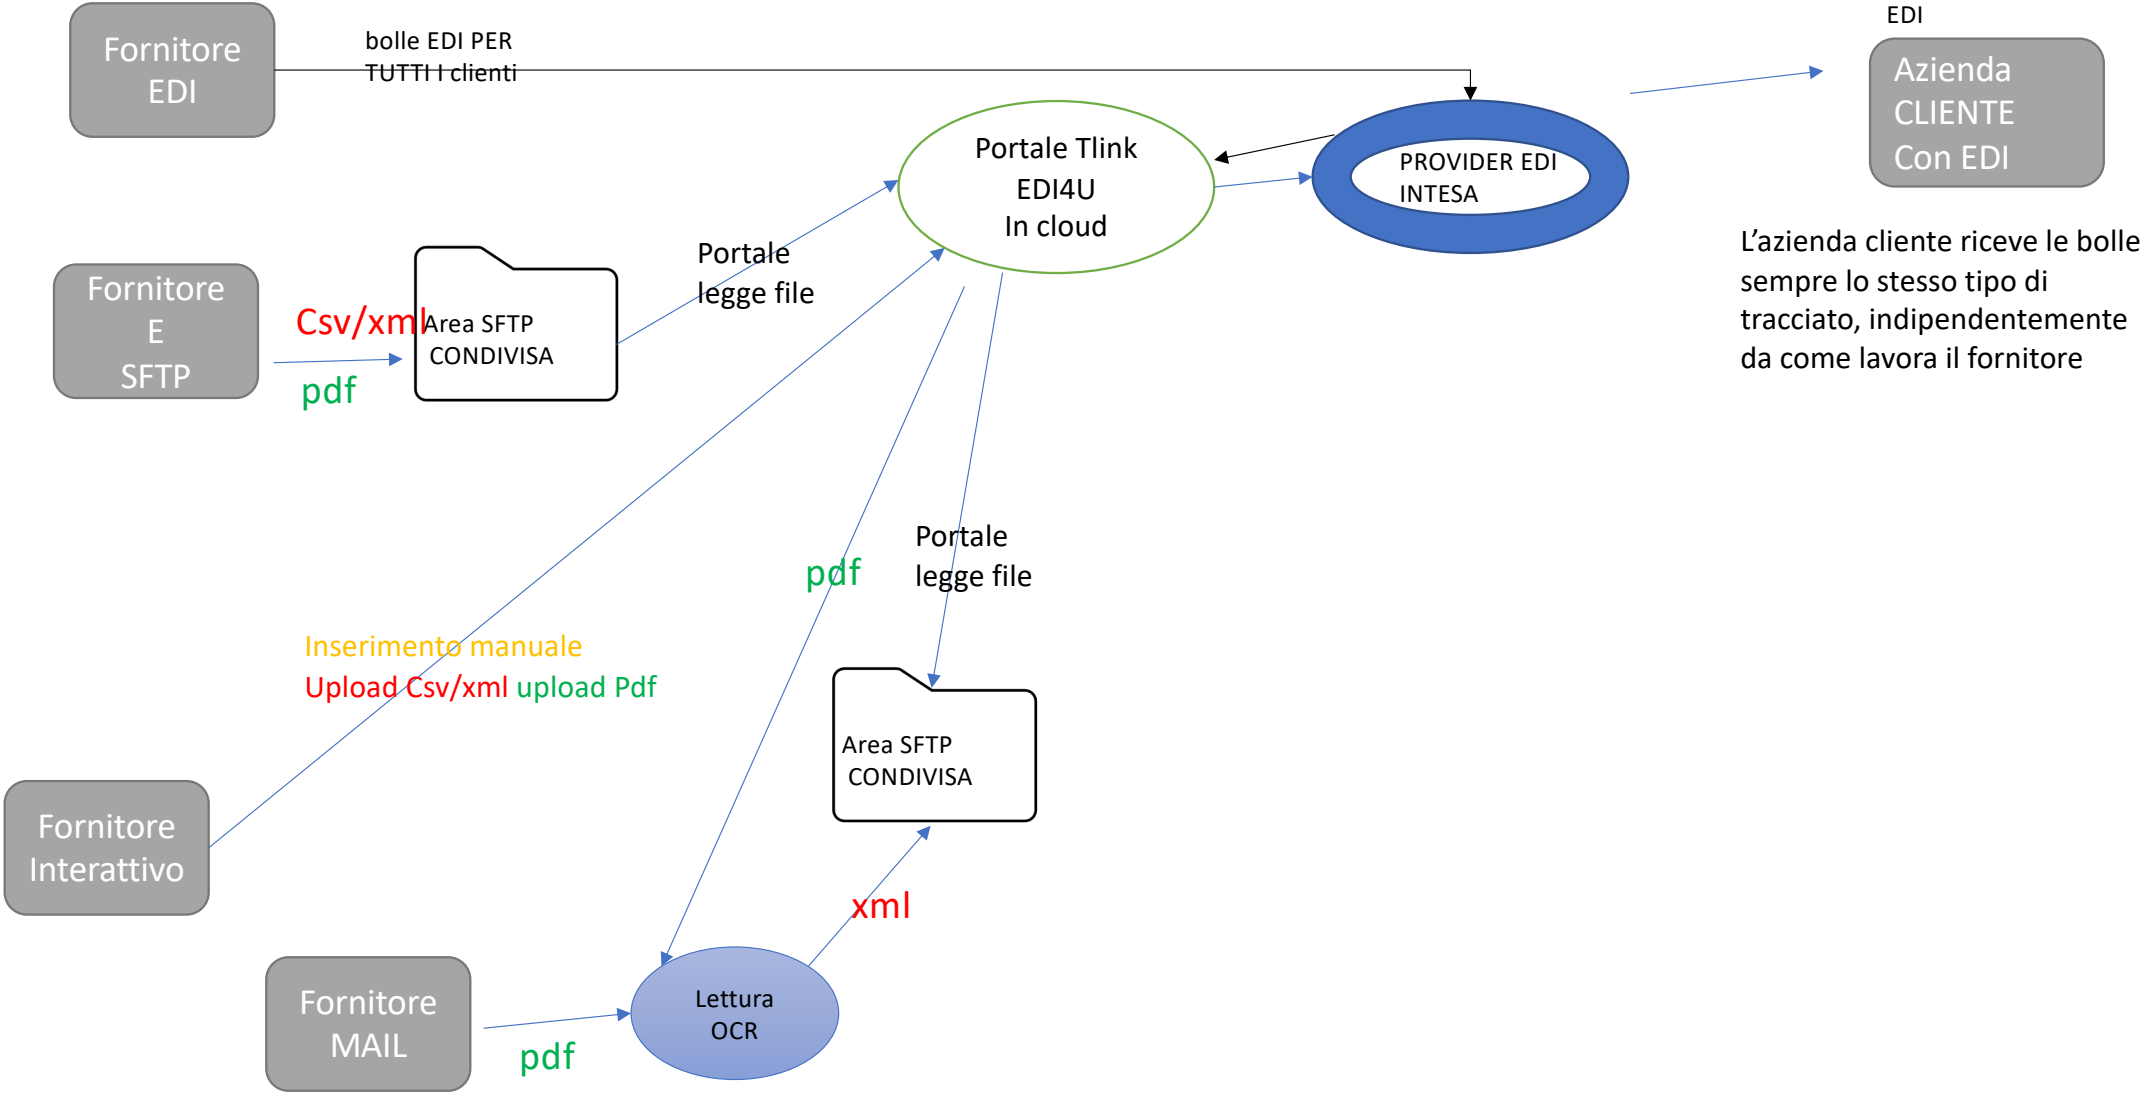 EDI
Fornitore
EDI
bolle EDI PER
TUTTI I clienti
Azienda
CLIENTE
Con EDI
Portale Tlink
EDI4U
In cloud
PROVIDER EDI
INTESA
L’azienda cliente riceve le bolle
sempre lo stesso tipo di
tracciato, indipendentemente
da come lavora il fornitore
Fornitore
E
SFTP
Csv/xml
pdf
Area SFTP
CONDIVISA
Portale
legge file
pdf
Portale
legge file
Inserimento manuale
Upload Csv/xml upload Pdf
Area SFTP
CONDIVISA
Fornitore
Interattivo
xml
Fornitore
MAIL
pdf
Lettura
OCR